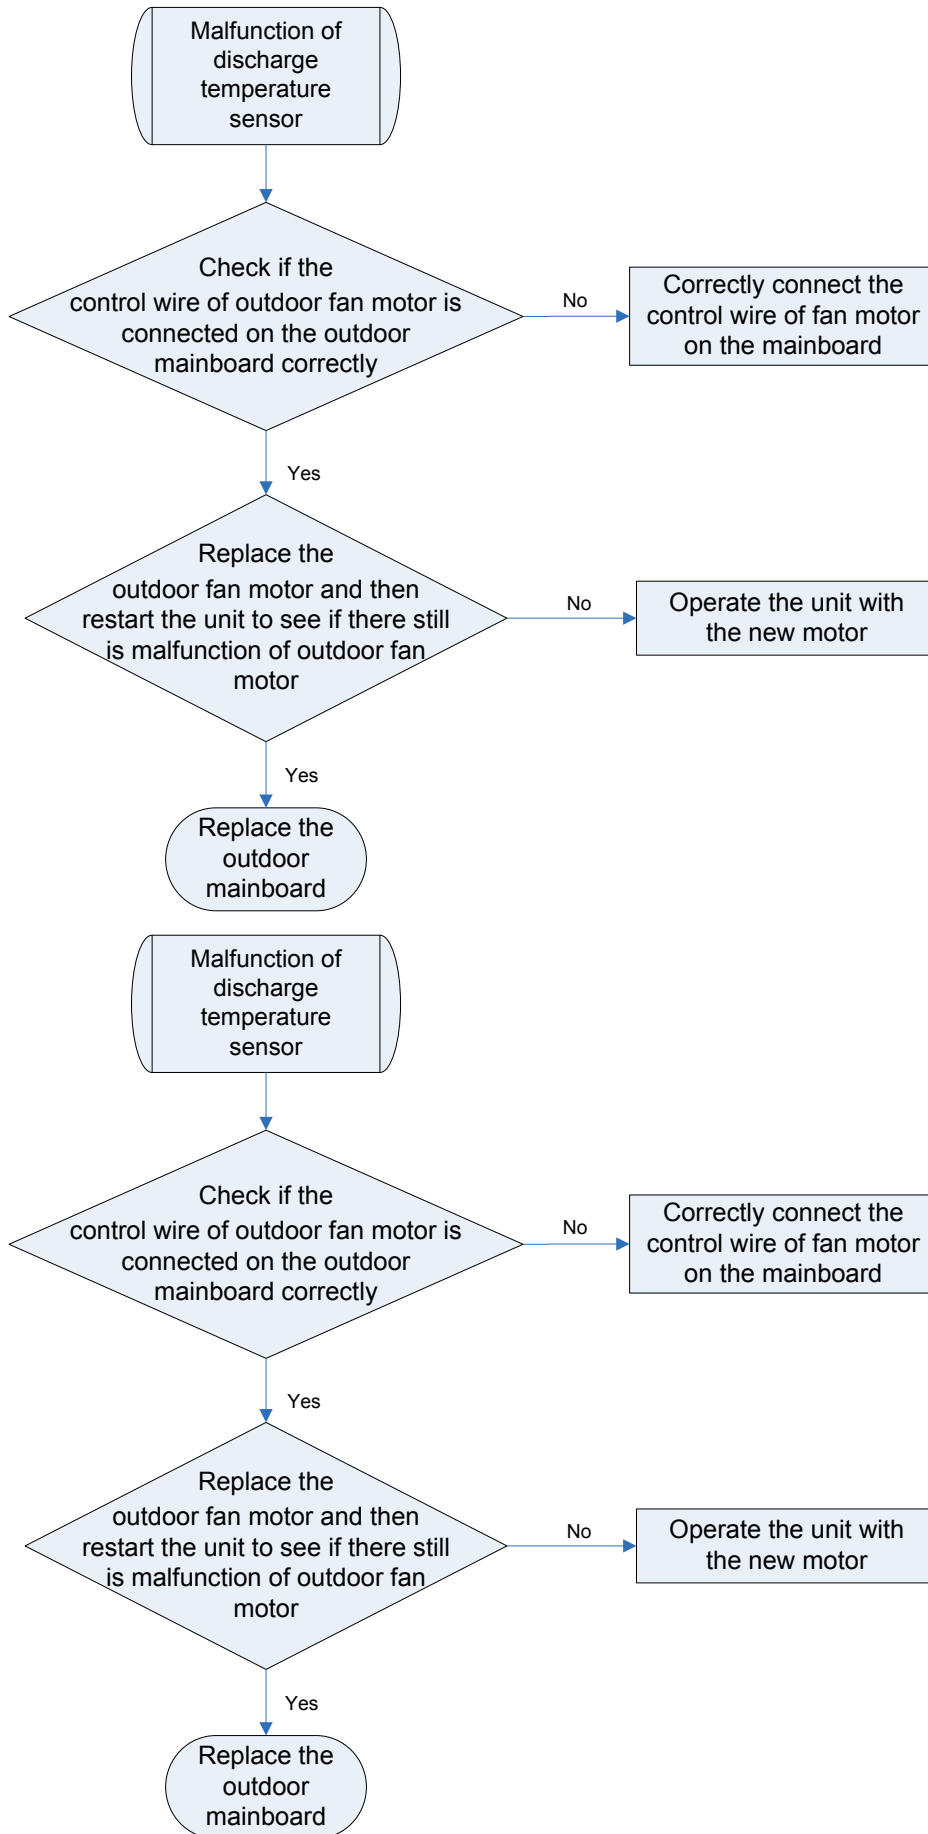 Malfunction of
discharge
temperature
sensor
Check if the
control wire of outdoor fan motor is
connected on the outdoor
mainboard correctly
No
Correctly connect the
control wire of fan motor
on the mainboard
Yes
Replace the
outdoor fan motor and then
restart the unit to see if there still
is malfunction of outdoor fan
motor
No
Operate the unit with
the new motor
Yes
Replace the
outdoor
mainboard
Malfunction of
discharge
temperature
sensor
Check if the
control wire of outdoor fan motor is
connected on the outdoor
mainboard correctly
No
Correctly connect the
control wire of fan motor
on the mainboard
Yes
Replace the
outdoor fan motor and then
restart the unit to see if there still
is malfunction of outdoor fan
motor
No
Operate the unit with
the new motor
Yes
Replace the
outdoor
mainboard